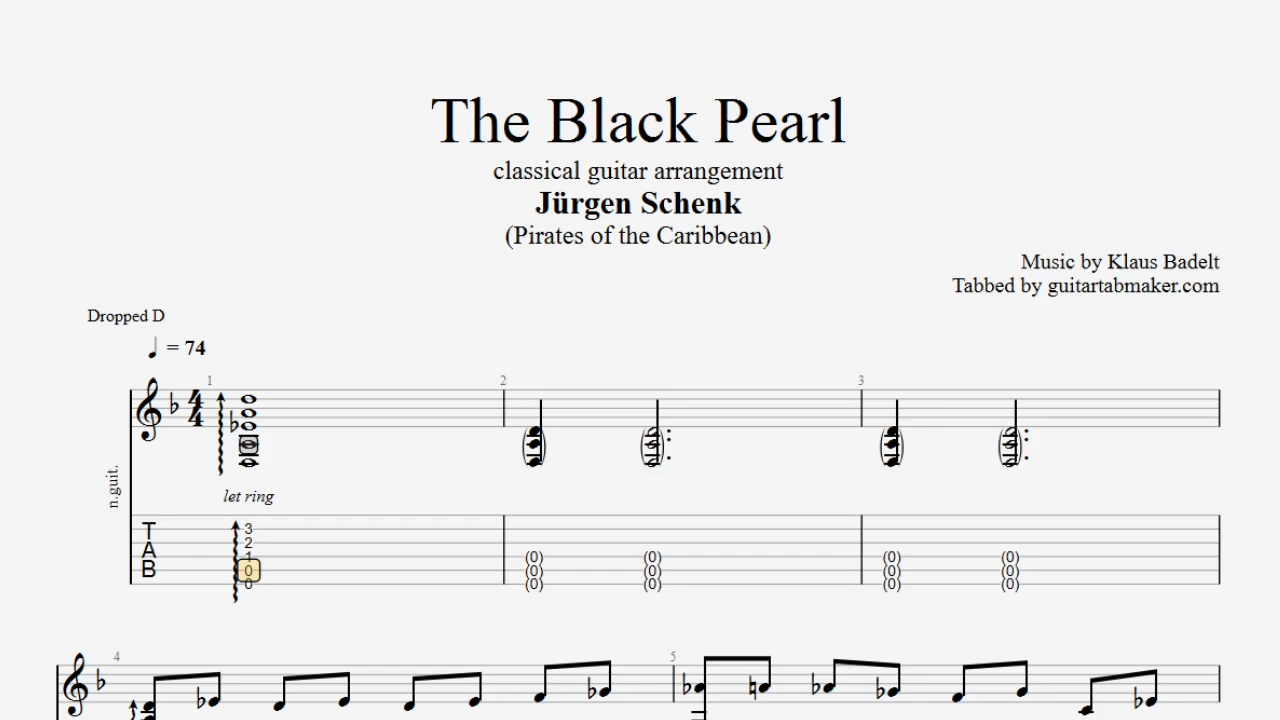 The Black Pearl
classical guitar arrangement
Jürgen Schenk
(Pirates of the Caribbean)
Music by Klaus Badelt
Tabbed by guitartabmaker.com
Dropped D
= 74
1 2 3
4
4
n.guit.
let ring
T
A
B
3
2
1
0
0
(0) (0) (0) (0)
(0) (0) (0) (0)
(0) (0) (0) (0)
4 5